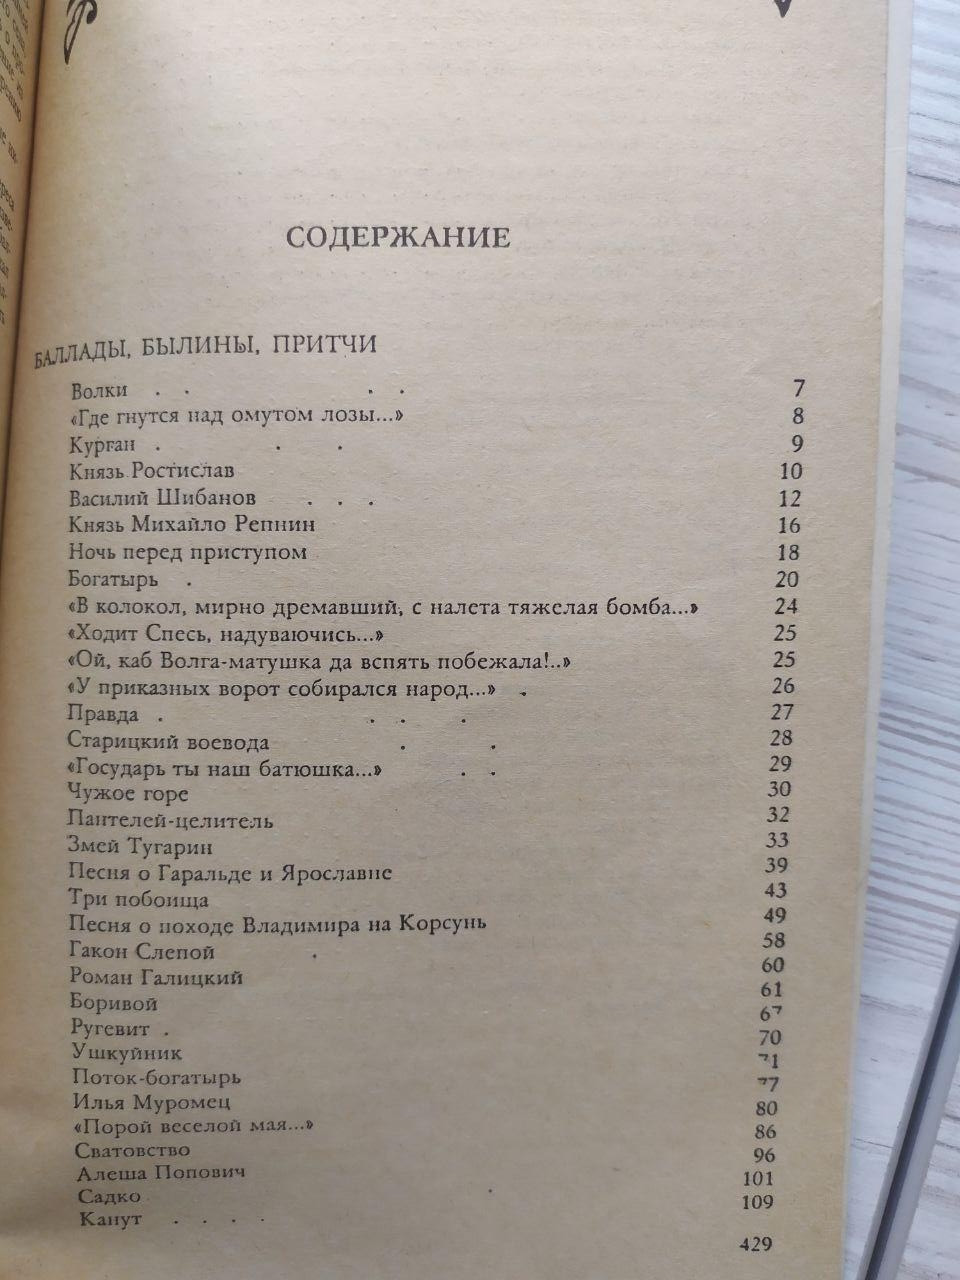 СОДЕРЖАНИЕ
БАЛЛАДЫ, БЫЛИНЫ, ПРИТЧИ
Волки . . . . 7
«Где гнутся над омутом лозы...» 8
Курган . . . 9
Князь Ростислав 10
Василий Шибанов . . . 12
Князь Михайло Репнин 16
Ночь перед приступом 18
Богатырь . 20
«В колокол, мирно дремавший, с налета тяжелая бомба...» 24
«Ходит Спесь, надуваючись...» 25
«Ой, каб Волга-матушка да вспять побежала!..» 25
«У приказных ворот собирался народ...» . 26
Правда . . . . 27
Старицкий воевода . . 28
«Государь ты наш батюшка...» . . 29
Чужое горе 30
Пантелей-целитель 32
Змей Тугарин 33
Песня о Гаральде и Ярославне 39
Три побоища 43
Песня о походе Владимира на Корсунь 49
Гакон Слепой . 58
Роман Галицкий 60
Боривой 61
Ругевит . 67
Ушкуйник 70
Поток-богатырь 71
Илья Муромец 77
«Порой веселой мая...» 80
Сватовство 86
Алеша Попович 96
Садко 101
Канут . . . . 109
429